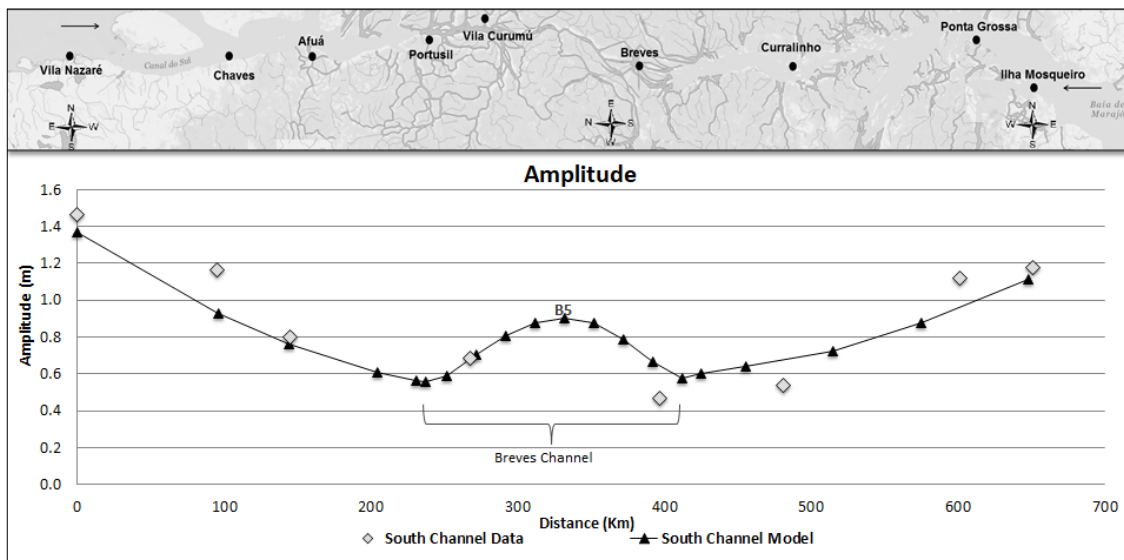 Vila Nazaré
Canal do Sul
Chaves
Afuá
Portusil
Vila Curumú
Breves
Curralinho
Ponta Grossa
Ilha Mosqueiro
Baía de
Marajó
N
E W
S
E
N S
W
N
W E
S
Amplitude
Amplitude (m)
1.6
1.4
1.2
1.0
0.8
0.6
0.4
0.2
0.0
B5
Breves Channel
0 100 200 300 400 500 600 700
Distance (Km)
South Channel Data
South Channel Model